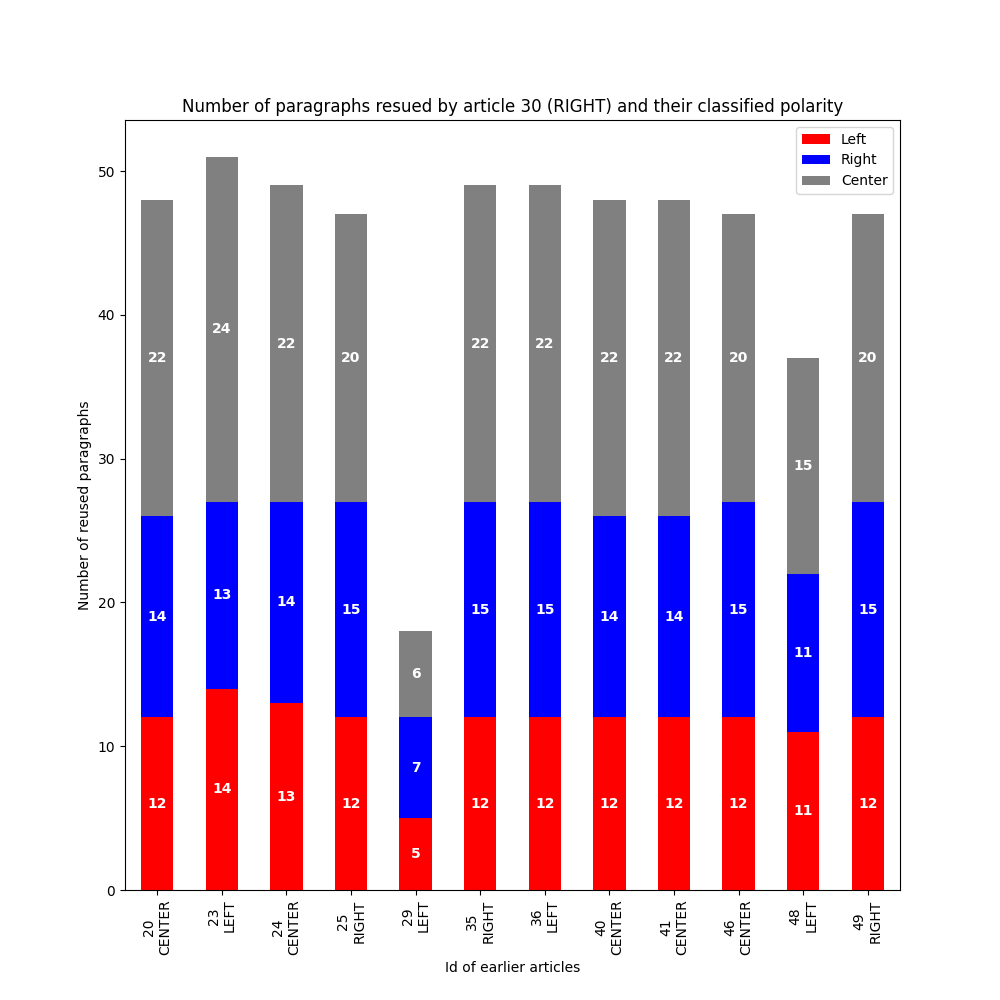 Number of paragraphs resued by article 30 (RIGHT) and their classified polarity
Left
Right
Center
Number of reused paragraphs
50
40
30
20
10
0
22 24 22 20 22 22 22 22 20 20
15
6
14 13 14 15 15 15 14 14 15 15
11
7
12 14 13 12 12 12 12 12 12 11 12
5
20 CENTER
23 LEFT
24 CENTER
25 RIGHT
29 LEFT
35 RIGHT
36 LEFT
40 CENTER
41 CENTER
46 CENTER
48 LEFT
49 RIGHT
Id of earlier articles